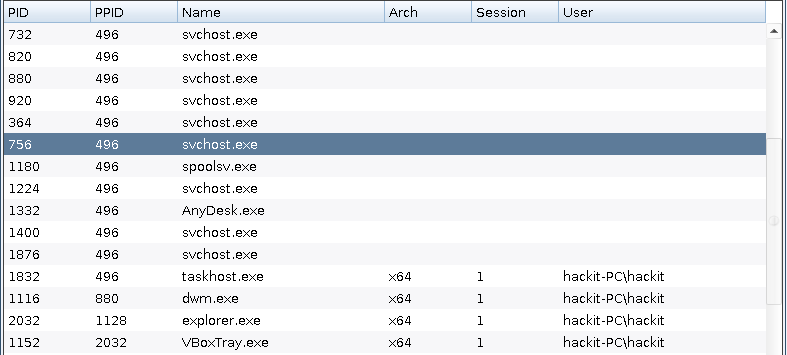 PID PPID Name Arch Session User
732 496 svchost.exe
820 496 svchost.exe
880 496 svchost.exe
920 496 svchost.exe
364 496 svchost.exe
756 496 svchost.exe
1180 496 spoolsv.exe
1224 496 svchost.exe
1332 496 AnyDesk.exe
1400 496 svchost.exe
1876 496 svchost.exe
1832 496 taskhost.exe x64 1 hackit-PC\hackit
1116 880 dwm.exe x64 1 hackit-PC\hackit
2032 1128 explorer.exe x64 1 hackit-PC\hackit
1152 2032 VBoxTray.exe x64 1 hackit-PC\hackit